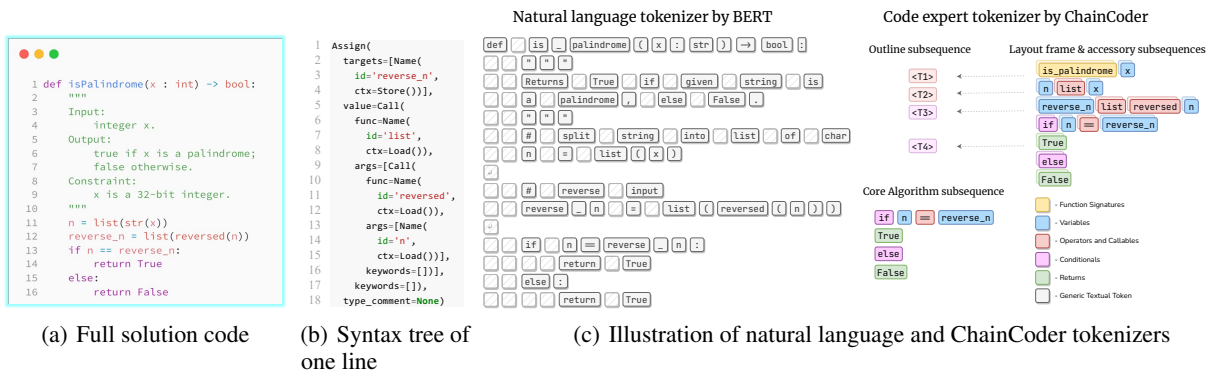 Natural language tokenizer by BERT
Code expert tokenizer by ChainCoder
1 def isPalindrome(x : int) -> bool:
2 """
3 Input:
4 integer x.
5 Output:
6 true if x is a palindrome;
7 false otherwise.
8 Constraint:
9 x is a 32-bit integer.
10 """
11 n = list(str(x))
12 reverse_n = list(reversed(n))
13 if n == reverse_n:
14 return True
15 else:
16 return False
(a) Full solution code
1 Assign(
2 targets=[Name(
3 id='reverse_n',
4 ctx=Store())],
5 value=Call(
6 func=Name(
7 id='list',
8 ctx=Load()),
9 args=[Call(
10 func=Name(
11 id='reversed',
12 ctx=Load()),
13 args=[Name(
14 id='n',
15 ctx=Load())],
16 keywords=[])],
17 keywords=[]),
18 type_comment=None)
(b) Syntax tree of
one line
def is _ palindrome ( x : str ) -> bool :
" " "
Returns True if given string is
a palindrome , else False .
" " "
# split string into list of char
n = list ( x )
↲
# reverse input
reverse _ n = list ( reversed ( n ) )
↲
if n == reverse _ n :
return True
else :
return True
Outline subsequence
<T1>
<T2>
<T3>
<T4>
Layout frame & accessory subsequences
is_palindrome x
n list x
reverse_n list reversed n
if n == reverse_n
True
else
False
Core Algorithm subsequence
if n == reverse_n
True
else
False
- Function Signatures
- Variables
- Operators and Callables
- Conditionals
- Returns
- Generic Textual Token
(c) Illustration of natural language and ChainCoder tokenizers